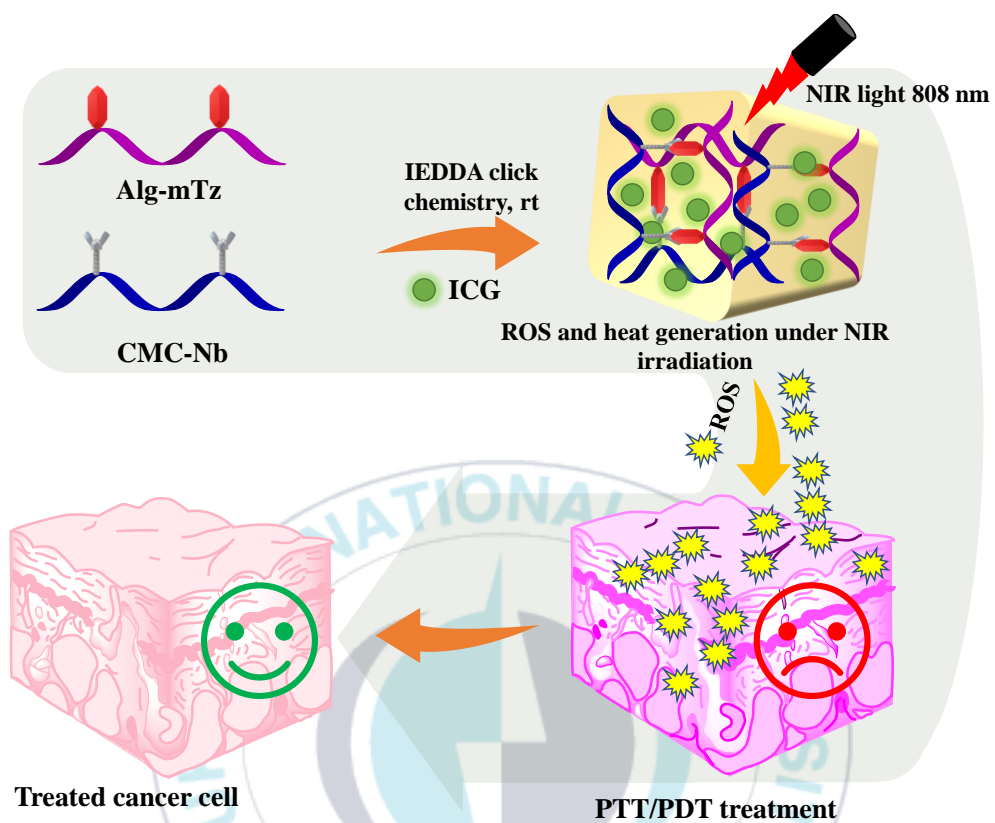 Alg-mTz
CMC-Nb
IEDDA click
chemistry, rt
ICG
NIR light 808 nm
ROS and heat generation under NIR
irradiation
ROS
PTT/PDT treatment
Treated cancer cell
NATIONAL